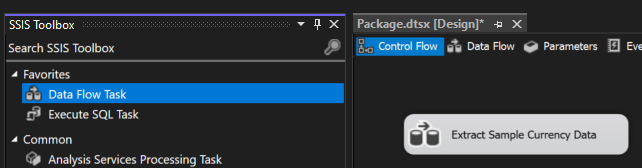 SSIS Toolbox
Search SSIS Toolbox
Favorites
Data Flow Task
Execute SQL Task
Common
Analysis Services Processing Task
Package.dtsx [Design]*
Control Flow Data Flow Parameters Eve
Extract Sample Currency Data